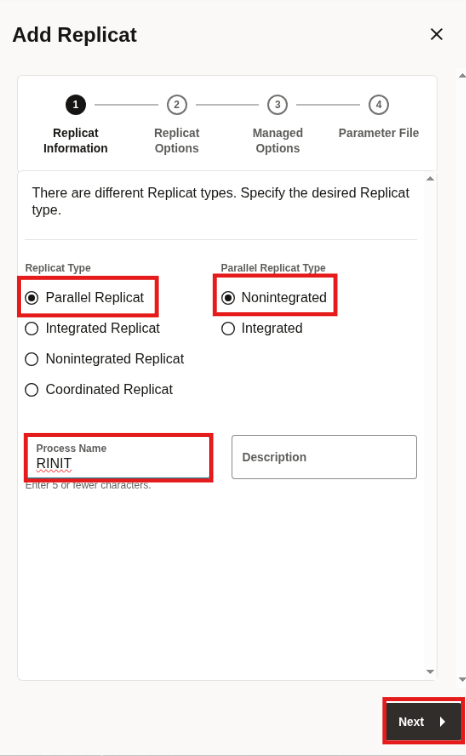 Add Replicat
1
2
3
4
Replicat
Information
Replicat
Options
Managed
Options
Parameter File
There are different Replicat types. Specify the desired Replicat
type.
Replicat Type
Parallel Replicat Type
Parallel Replicat
Nonintegrated
Integrated Replicat
Integrated
Nonintegrated Replicat
Coordinated Replicat
Process Name
RINIT
Description
Enter 5 or fewer characters.
Next